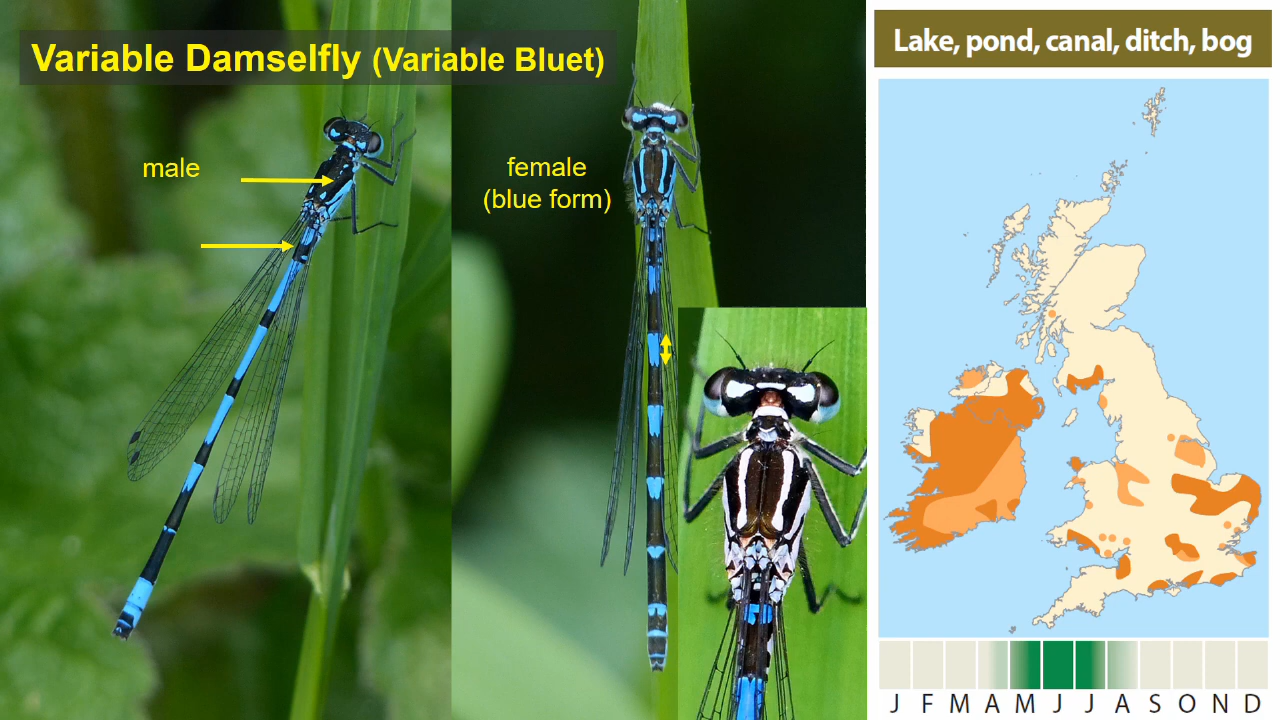 Variable Damselfly (Variable Bluet)
male
female
(blue form)
Lake, pond, canal, ditch, bog
J F M A M J J A S O N D